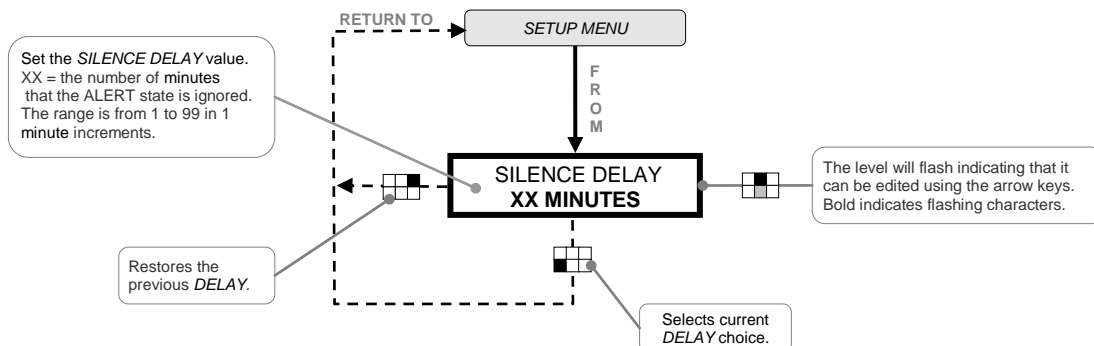 RETURN TO
SETUP MENU
Set the SILENCE DELAY value.
XX = the number of minutes
that the ALERT state is ignored.
The range is from 1 to 99 in 1
minute increments.
F
R
O
M
SILENCE DELAY
XX MINUTES
The level will flash indicating that it
can be edited using the arrow keys.
Bold indicates flashing characters.
Restores the
previous DELAY.
Selects current
DELAY choice.